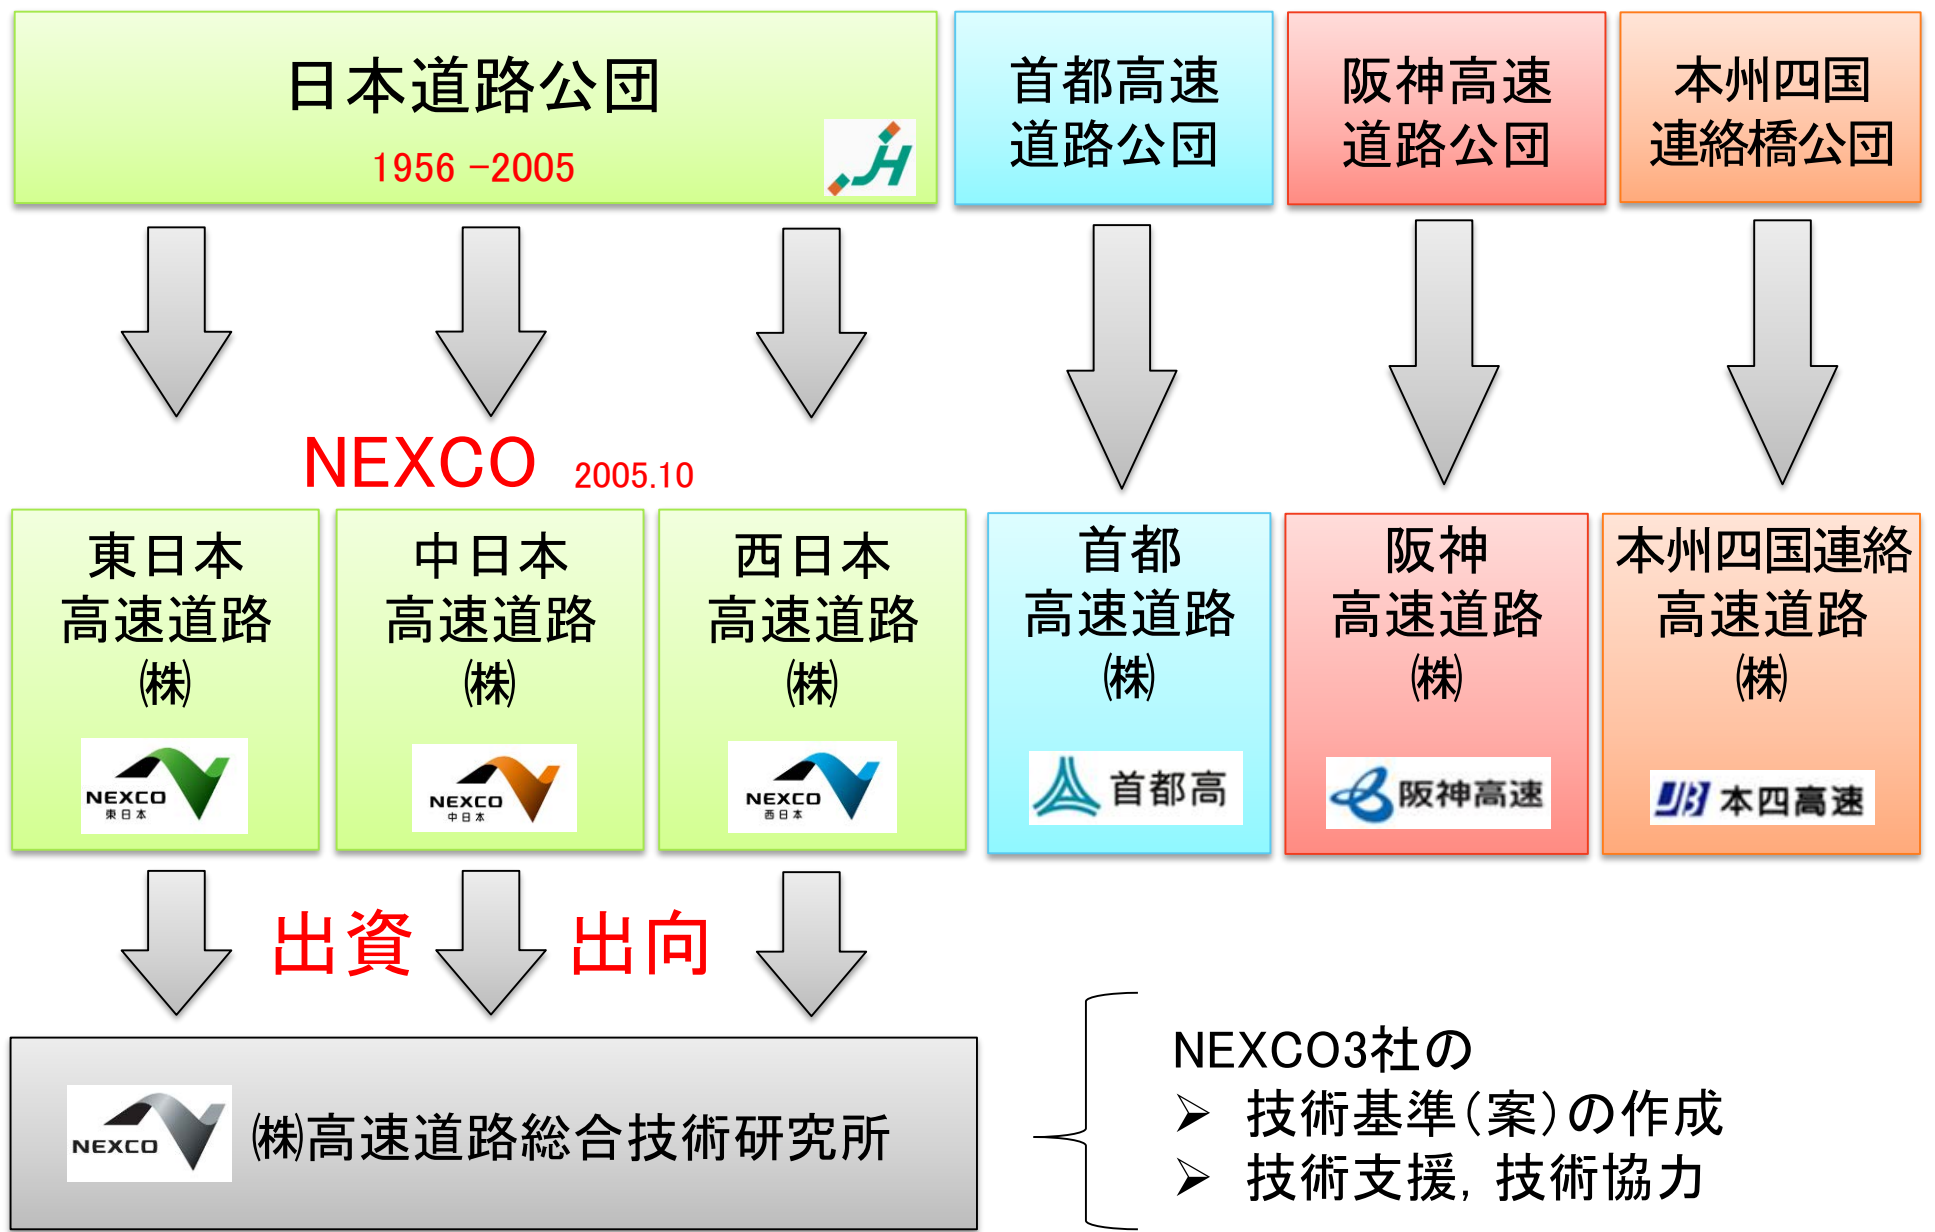 日本道路公団
1956 −2005
JH
首都高速
道路公団
阪神高速
道路公団
本州四国
連絡橋公団
NEXCO 2005.10
東日本
高速道路
㈱
NEXCO
東日本
中日本
高速道路
㈱
NEXCO
中日本
西日本
高速道路
㈱
NEXCO
西日本
首都
高速道路
㈱
首都高
阪神
高速道路
㈱
阪神高速
本州四国連絡
高速道路
㈱
JB 本四高速
出資 出向
NEXCO
㈱高速道路総合技術研究所
NEXCO3社の
➢ 技術基準(案)の作成
➢ 技術支援，技術協力